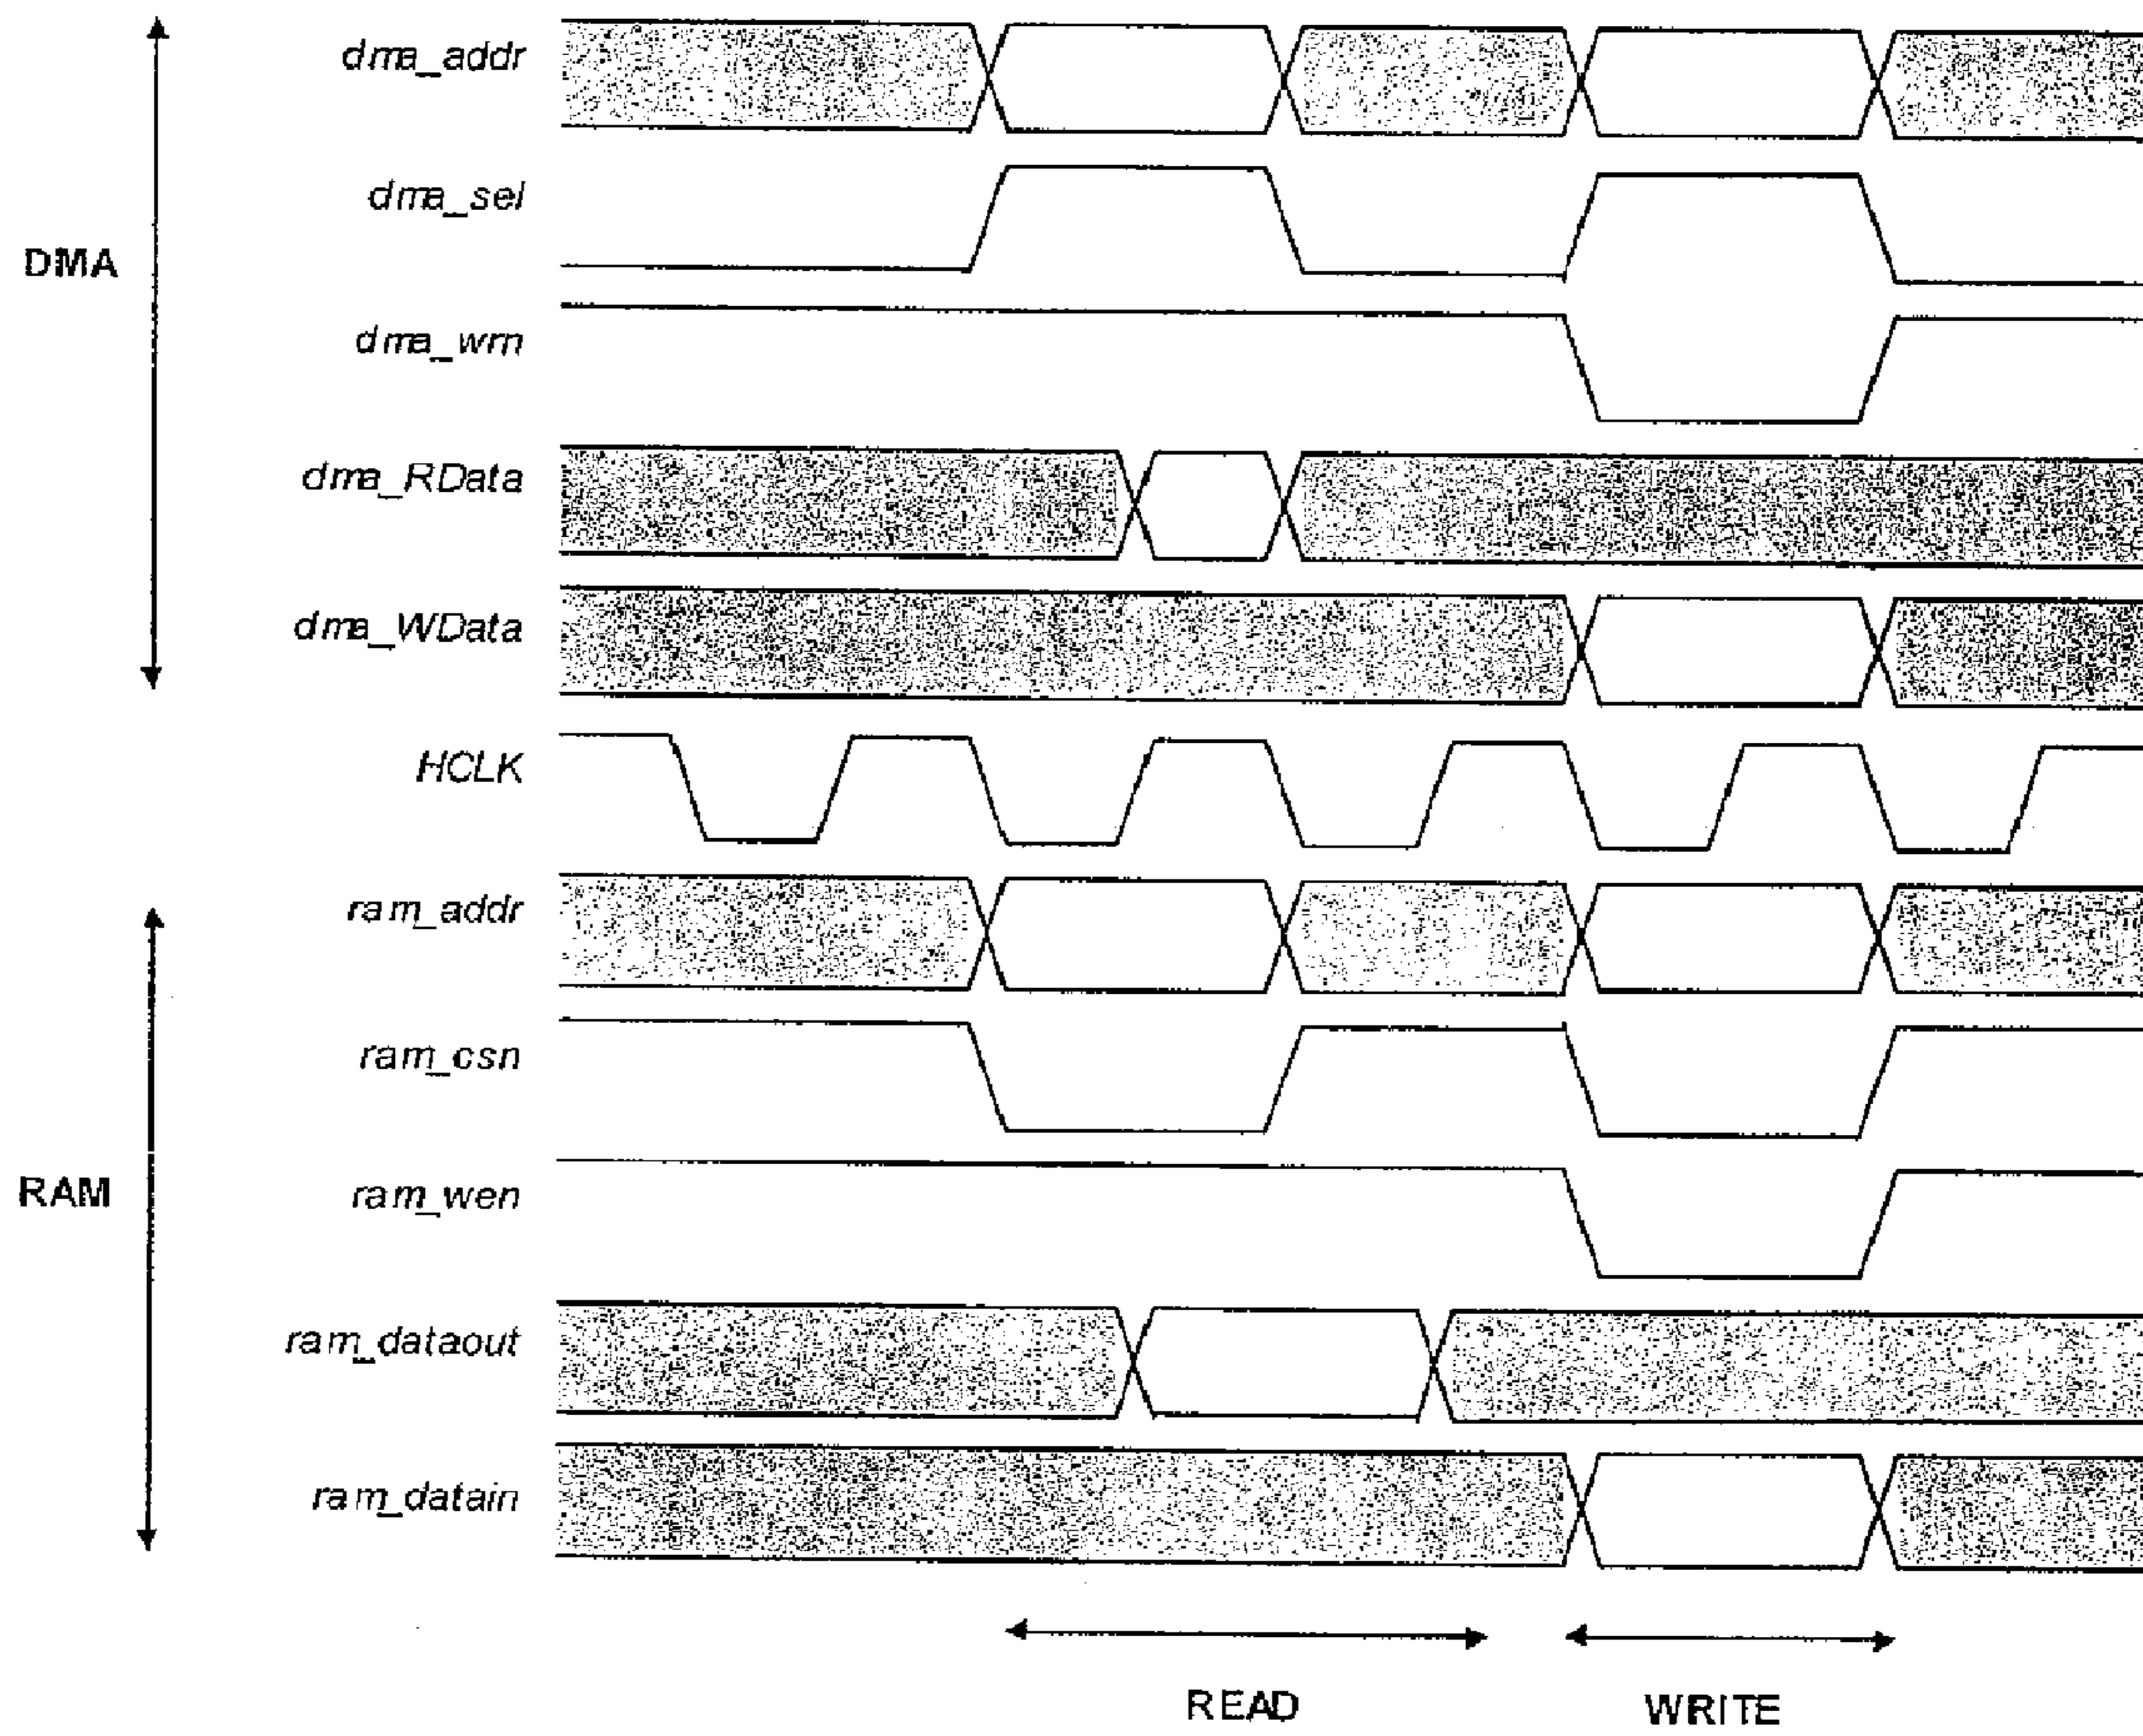 dma_addr
dma_sel
DMA
dma_wrn
dma_RData
dma_WData
HCLK
ram_addr
ram_csn
RAM
ram_wen
ram_dataout
ram_datain
READ
WRITE